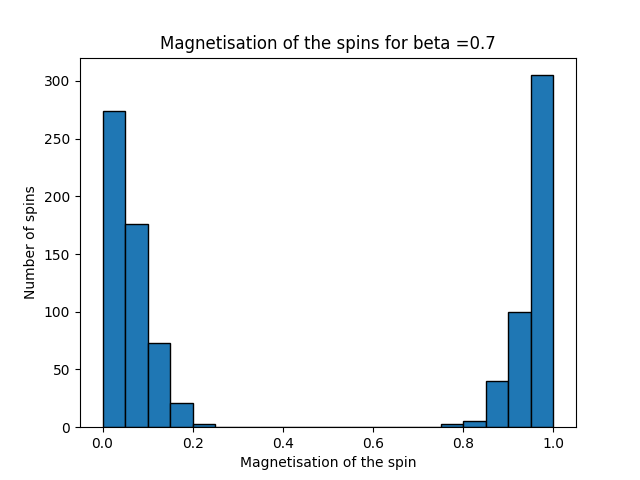 Magnetisation of the spins for beta =0.7
300
250
200
150
100
50
0
Number of spins
0.0 0.2 0.4 0.6 0.8 1.0
Magnetisation of the spin